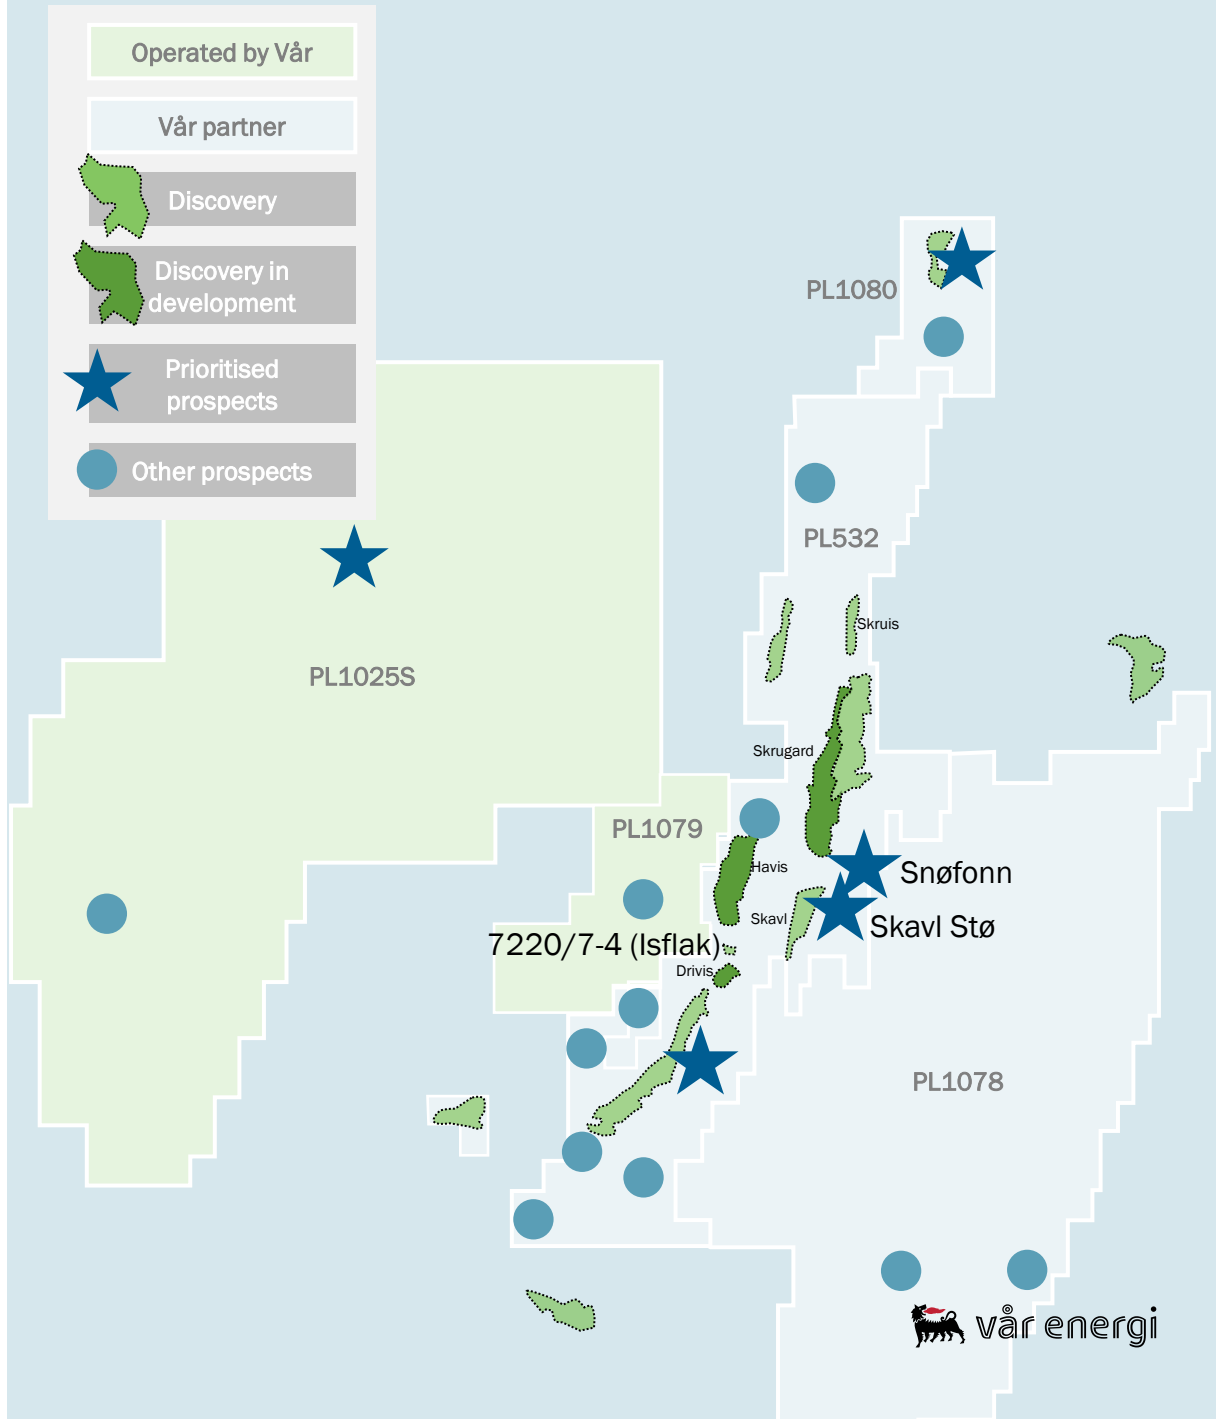 Operated by Vår
Vår partner
Discovery
Discovery in
development
Prioritised
prospects
Other prospects
PL1080
PL532
Skruis
PL1025S
Skrugard
PL1079
Havis
Snøfonn
Skavl
Skavl Stø
7220/7-4 (Isflak)
Drivis
PL1078
vår energi